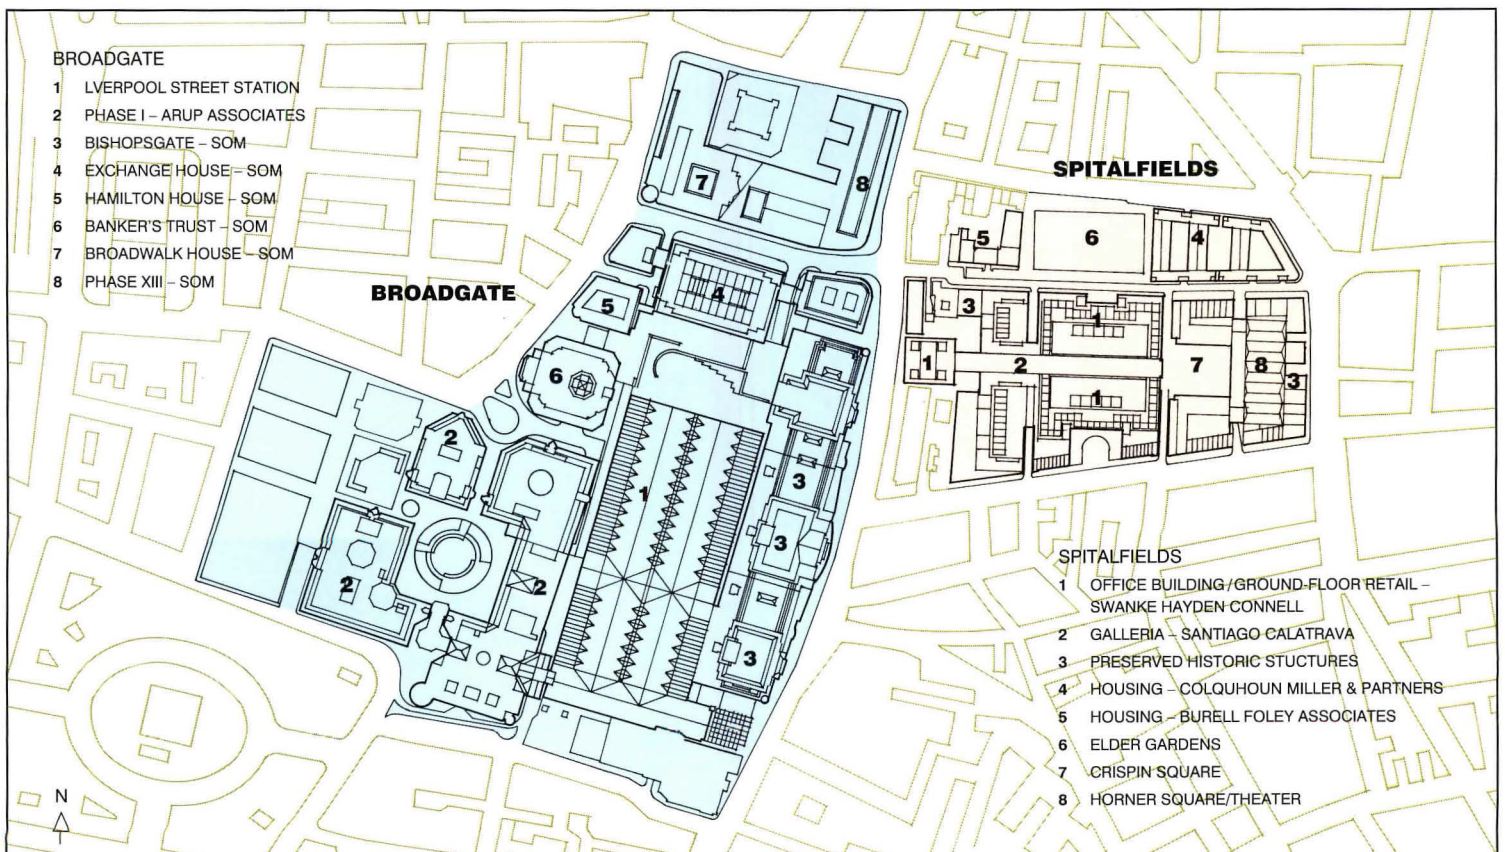 BROADGATE
1 LVERPOOL STREET STATION
2 PHASE I – ARUP ASSOCIATES
3 BISHOPSGATE – SOM
4 EXCHANGE HOUSE – SOM
5 HAMILTON HOUSE – SOM
6 BANKER'S TRUST – SOM
7 BROADWALK HOUSE – SOM
8 PHASE XIII – SOM
BROADGATE
7
8
4
5
6
2
1
3
3
2
2
3
SPITALFIELDS
5
6
4
3
1
1
2
7
8
3
1
SPITALFIELDS
1 OFFICE BUILDING/GROUND-FLOOR RETAIL –
SWANKE HAYDEN CONNELL
2 GALLERIA – SANTIAGO CALATRAVA
3 PRESERVED HISTORIC STUCTURES
4 HOUSING – COLQUHOUN MILLER & PARTNERS
5 HOUSING – BURELL FOLEY ASSOCIATES
6 ELDER GARDENS
7 CRISPIN SQUARE
8 HORNER SQUARE/THEATER
N